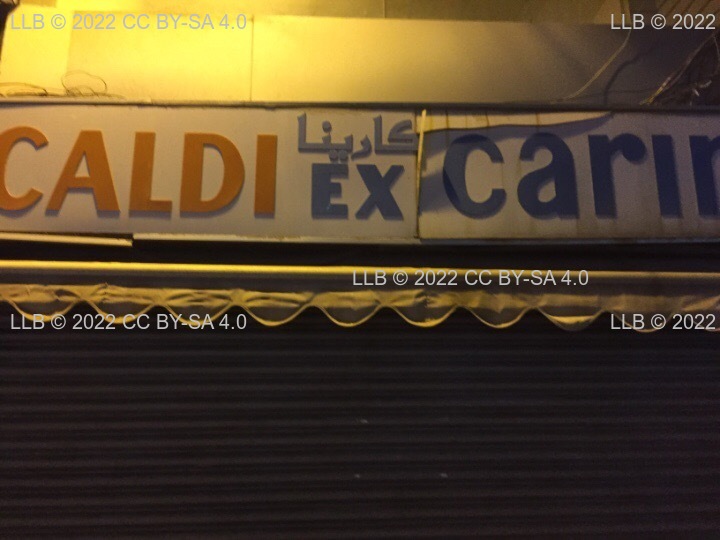 LLB © 2022 CC BY-SA 4.0
LLB © 2022
CALDI
كارينا
EX
carin
LLB © 2022 CC BY-SA 4.0
LLB © 2022 CC BY-SA 4.0
LLB © 2022